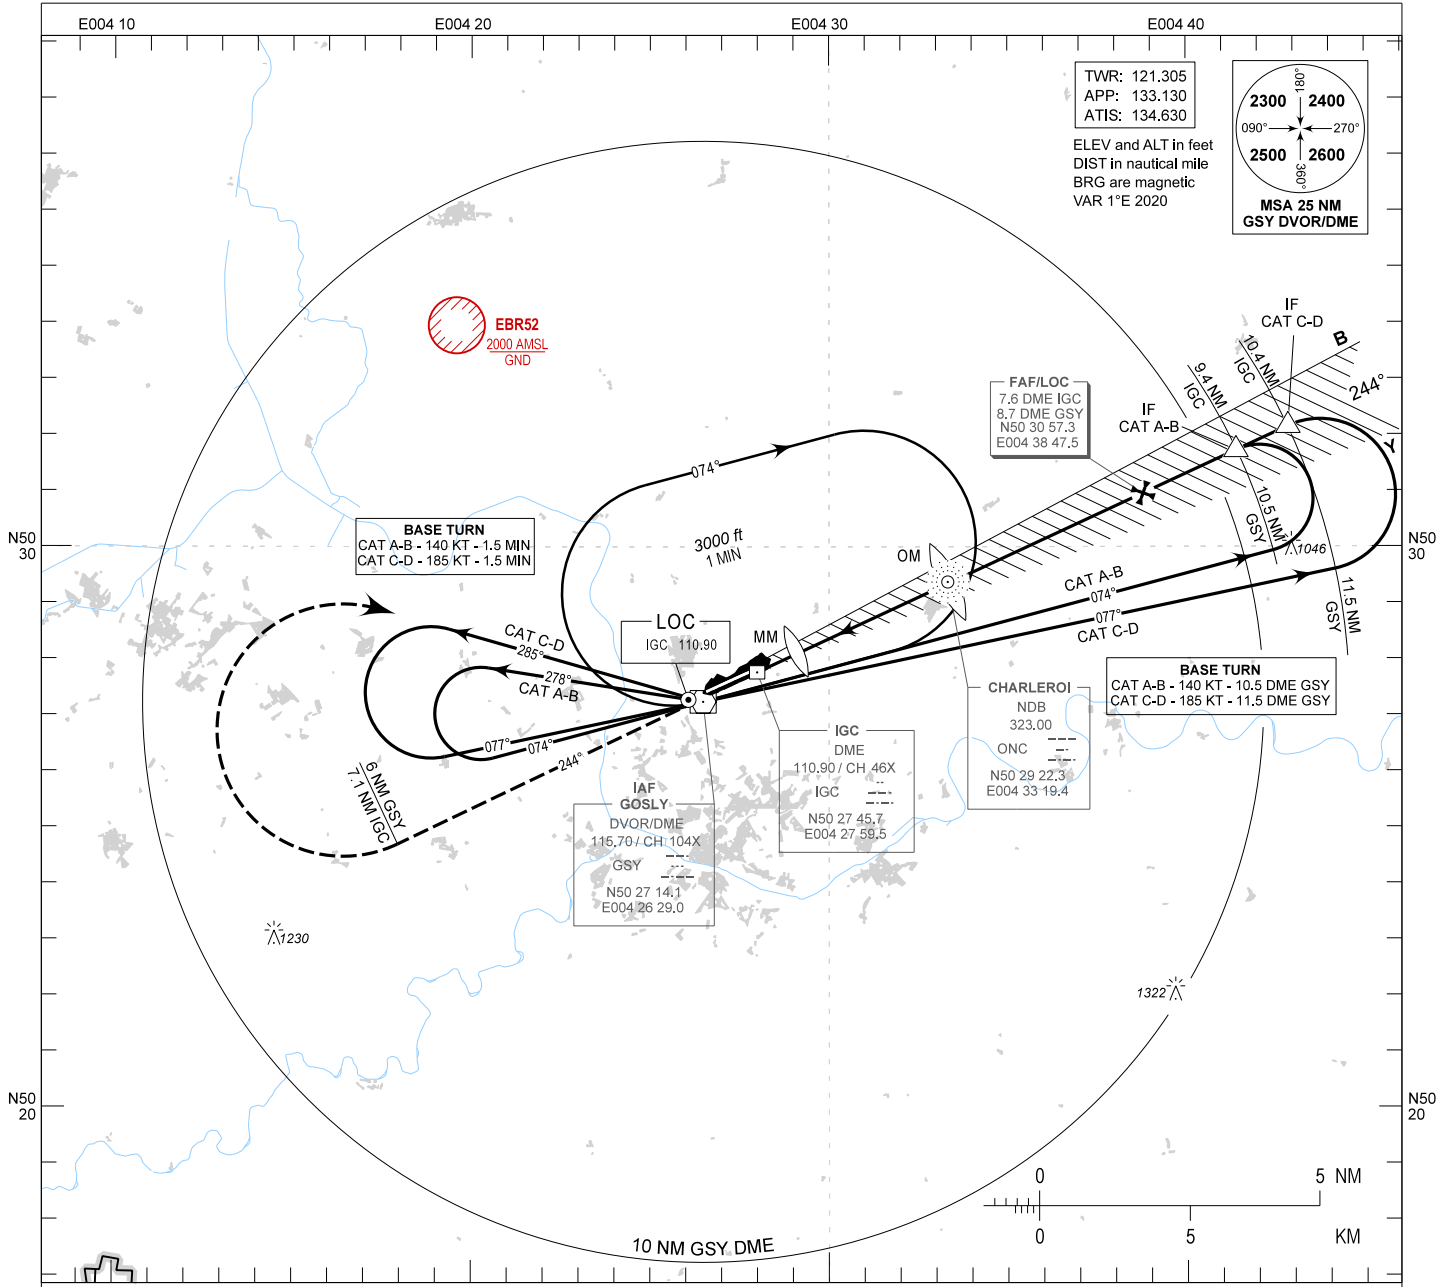 E004 10
E004 20
E004 30
E004 40
TWR: 121.305
APP: 133.130
ATIS: 134.630
ELEV and ALT in feet
DIST in nautical mile
BRG are magnetic
VAR 1°E 2020
180°
2300
2400
090°
270°
2500
2600
360°
MSA 25 NM
GSY DVOR/DME
EBR52
2000 AMSL
GND
IF
CAT C-D
B
10.4 NM
IGC
9.4 NM
IGC
244°
Y
FAF/LOC
7.6 DME IGC
8.7 DME GSY
N50 30 57.3
E004 38 47.5
IF
CAT A-B
074°
3000 ft
1 MIN
10.5 NM
GSY
1046
11.5 NM
GSY
N50
30
N50
30
BASE TURN
CAT A-B - 140 KT - 1.5 MIN
CAT C-D - 185 KT - 1.5 MIN
OM
CAT A-B
074°
077°
CAT C-D
LOC
IGC 110.90
MM
CAT C-D
285°
278°
CAT A-B
077°
074°
244°
6 NM GSY
7.1 NM IGC
BASE TURN
CAT A-B - 140 KT - 10.5 DME GSY
CAT C-D - 185 KT - 11.5 DME GSY
CHARLEROI
NDB
323.00
ONC
N50 29 22.3
E004 33 19.4
IGC
DME
110.90 / CH 46X
IGC
N50 27 45.7
E004 27 59.5
IAF
GOSLY
DVOR/DME
115.70 / CH 104X
GSY
N50 27 14.1
E004 26 29.0
1230
1322
N50
20
N50
20
0
5 NM
0
5
KM
10 NM GSY DME